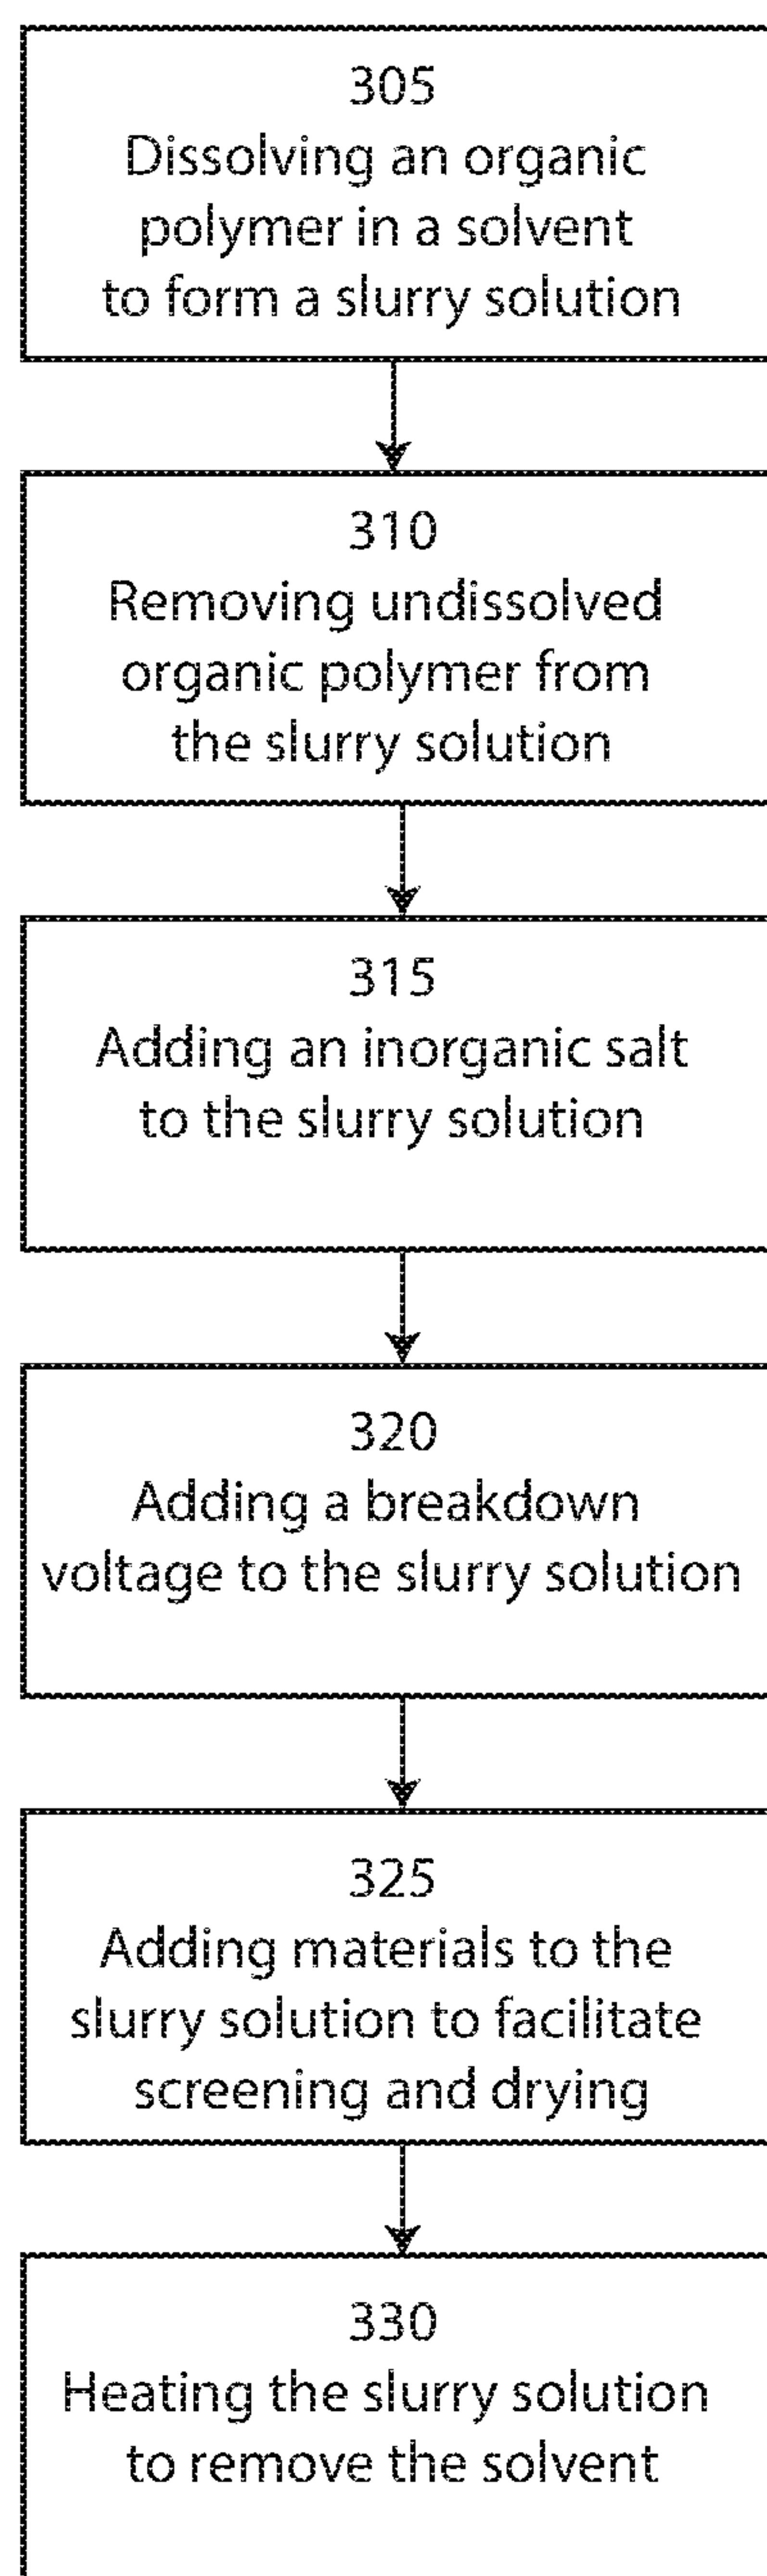 305
Dissolving an organic
polymer in a solvent
to form a slurry solution
310
Removing undissolved
organic polymer from
the slurry solution
315
Adding an inorganic salt
to the slurry solution
320
Adding a breakdown
voltage to the slurry solution
325
Adding materials to the
slurry solution to facilitate
screening and drying
330
Heating the slurry solution
to remove the solvent